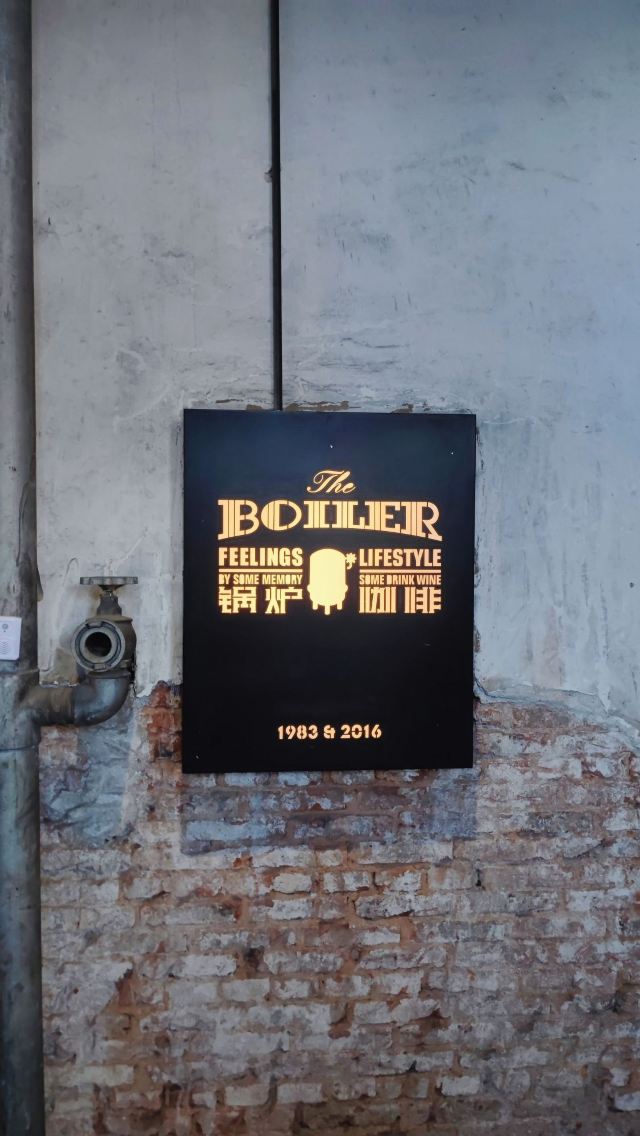 The
BOILER
FEELINGS LIFESTYLE
BY SOME MEMORY SOME DRINK WINE
锅炉 咖啡
1983 & 2016